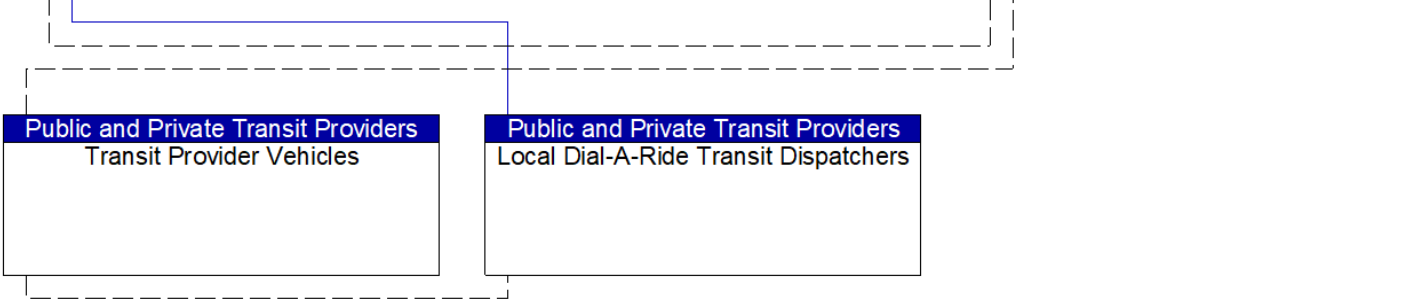 Public and Private Transit Providers
Transit Provider Vehicles
Public and Private Transit Providers
Local Dial-A-Ride Transit Dispatchers